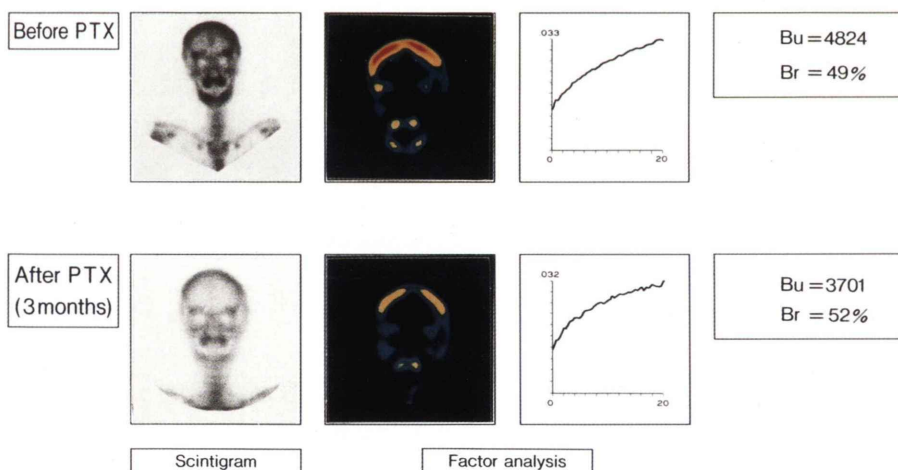 Before PTX
033
0
20
Bu=4824
Br = 49%
After PTX
(3months)
032
0
20
Bu=3701
Br = 52%
Scintigram
Factor analysis